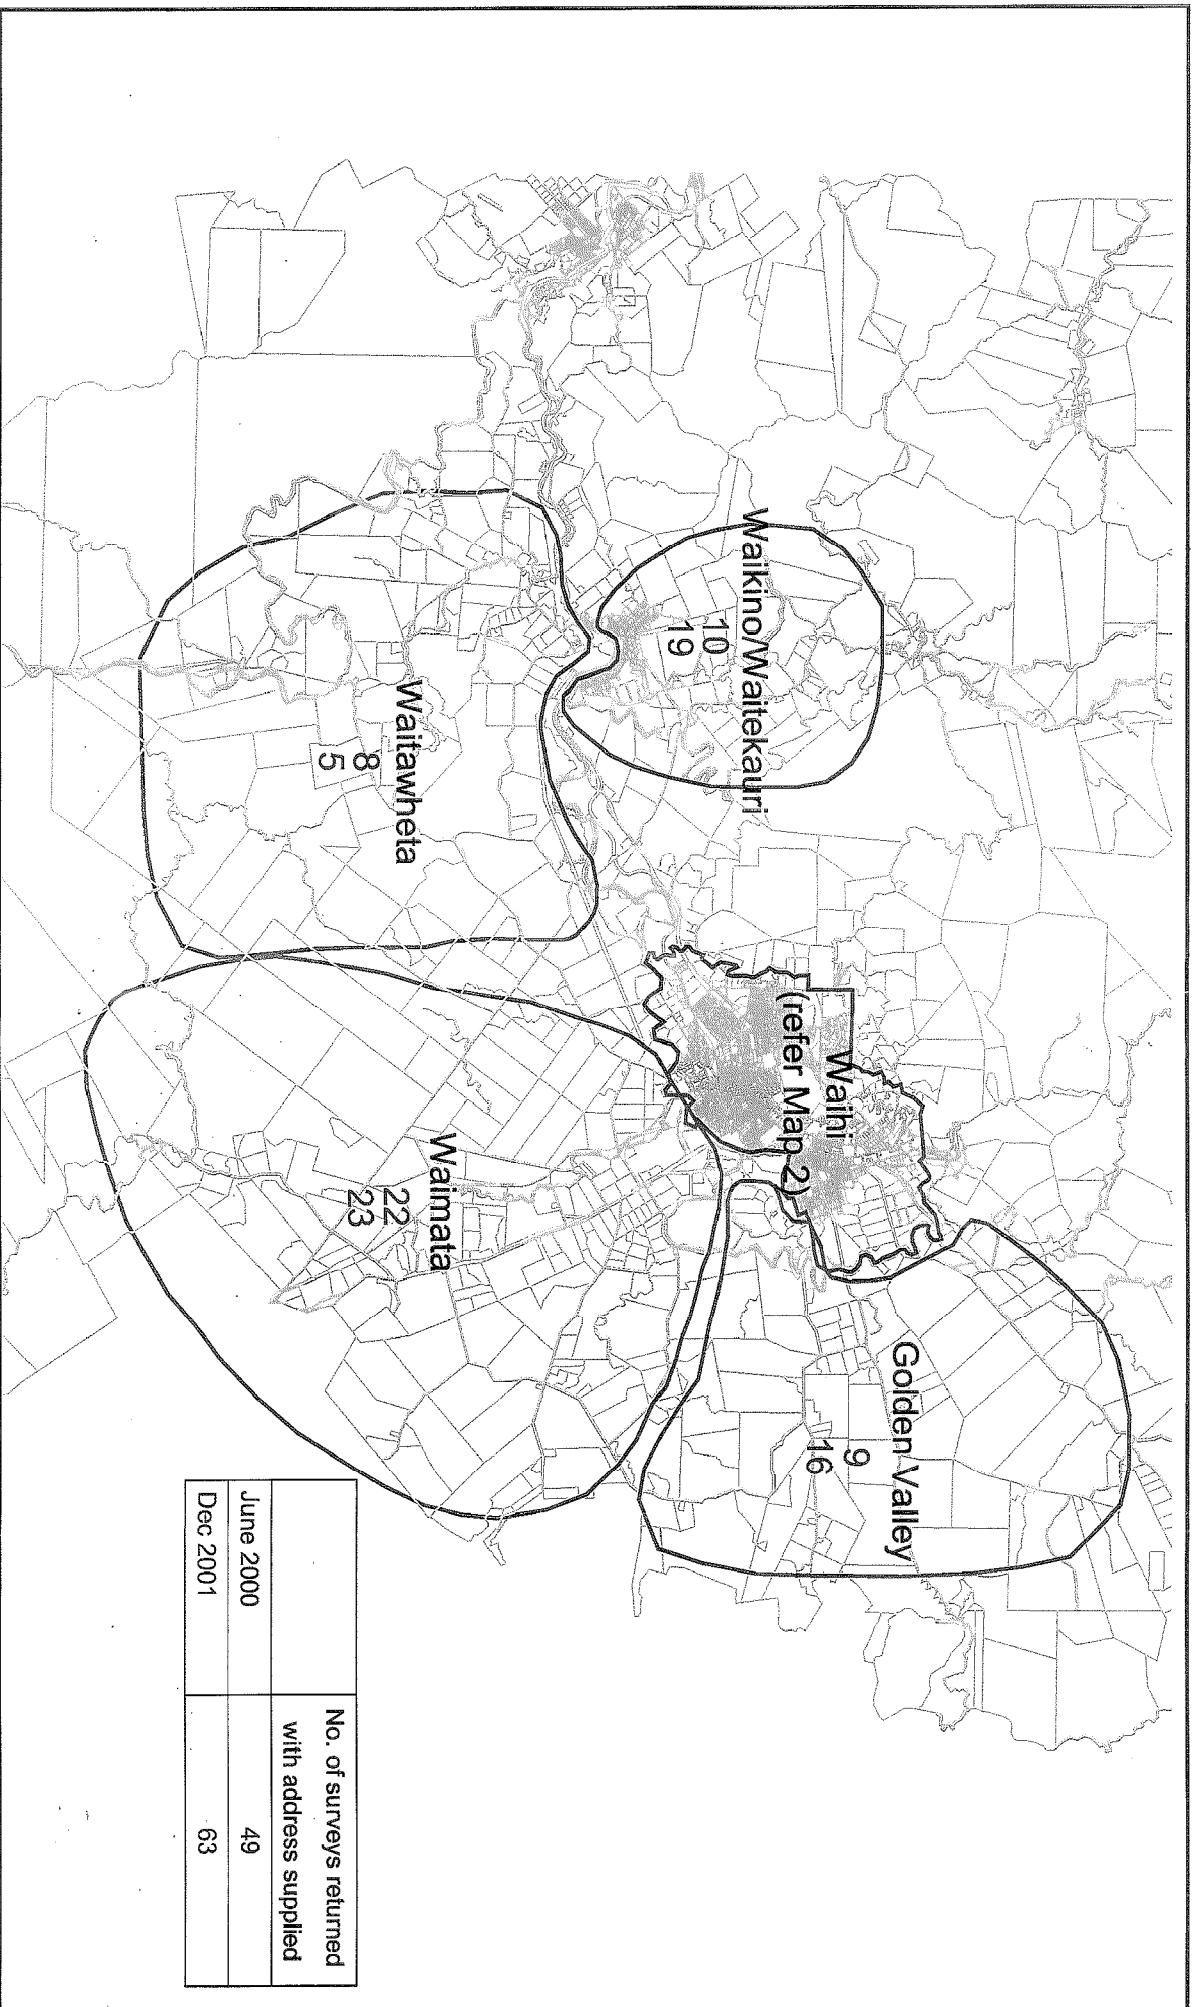 Waikino/Waitekauri
10
19
Waihi
(refer Map 2)
Golden Valley
9
16
Waitawheta
8
5
Waimata
22
23
No. of surveys returned
with address supplied
June 2000 49
Dec 2001 63